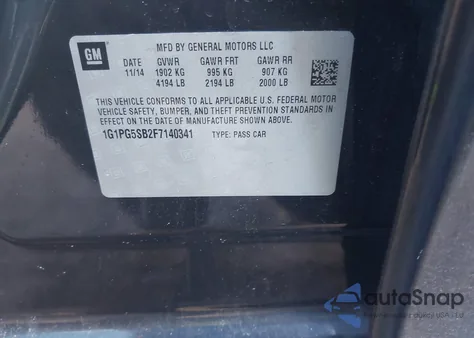 GM
MFD BY GENERAL MOTORS LLC
DATE GVWR GAWR FRT GAWR RR
11/14 1902 KG 995 KG 907 KG
4194 LB 2194 LB 2000 LB
THIS VEHICLE CONFORMS TO ALL APPLICABLE U.S. FEDERAL MOTOR
VEHICLE SAFETY, BUMPER, AND THEFT PREVENTION STANDARDS
IN EFFECT ON THE DATE OF MANUFACTURE SHOWN ABOVE.
1G1PG5SB2F7140341 TYPE: PASS CAR
autoSnap